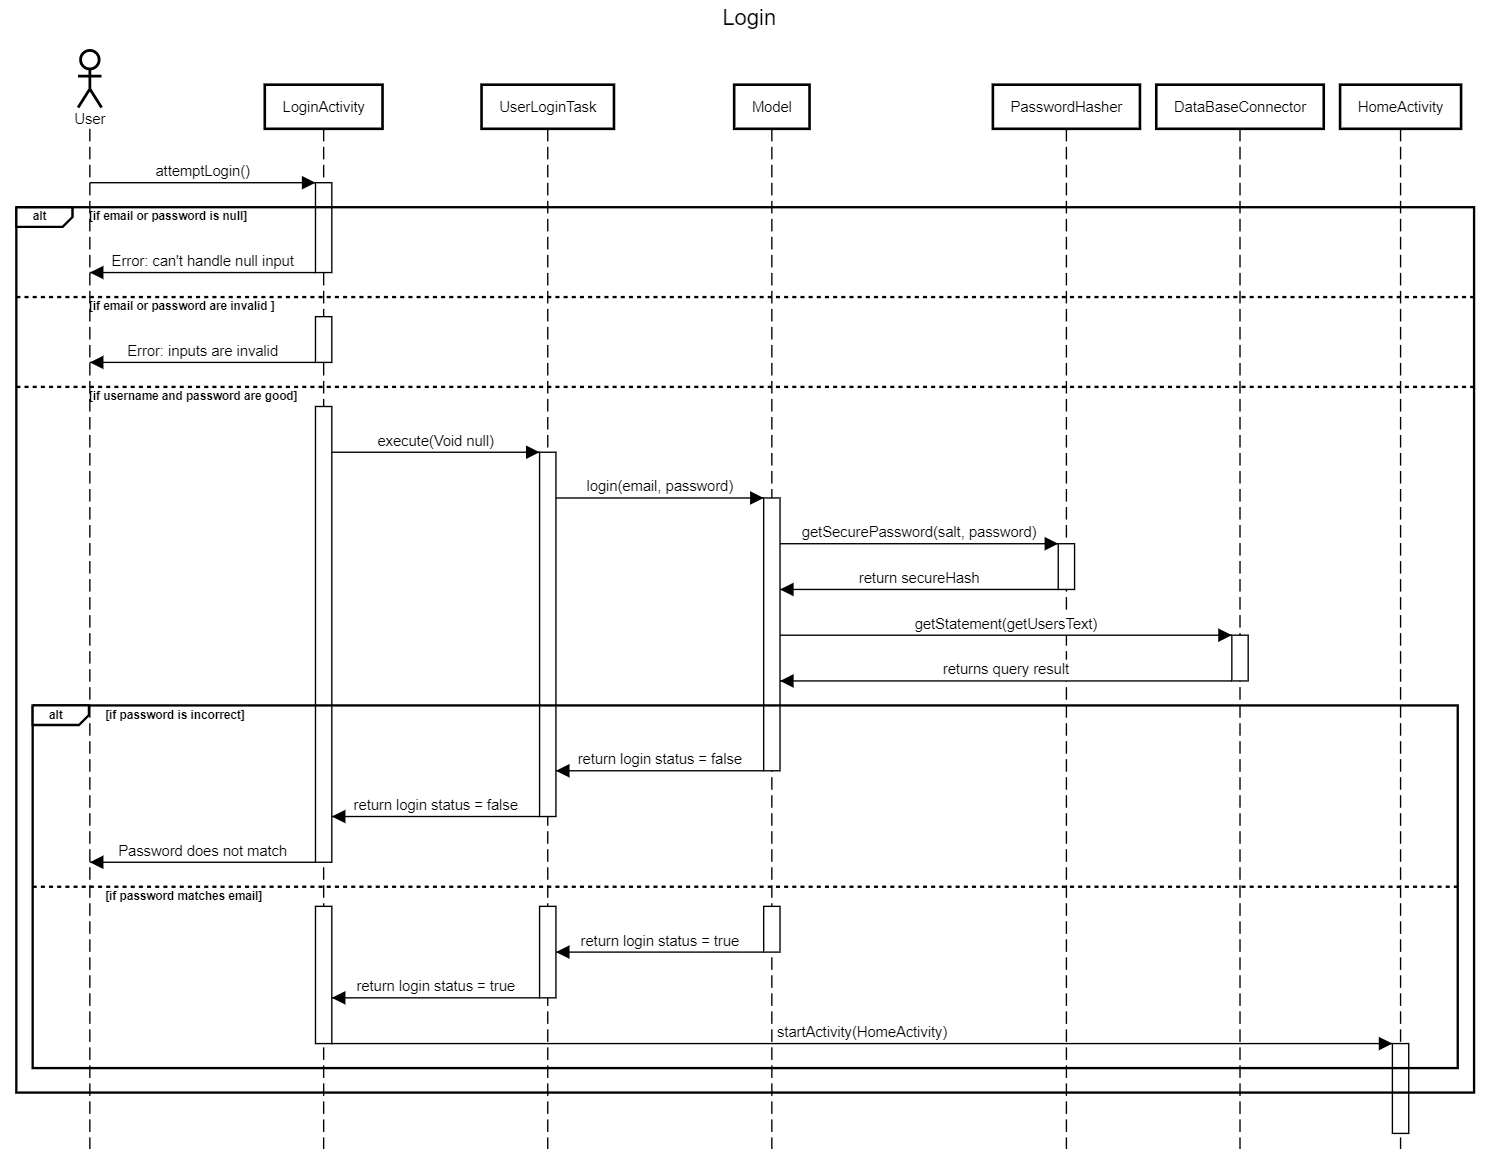 Login
User
LoginActivity
UserLoginTask
Model
PasswordHasher
DataBaseConnector
HomeActivity
attemptLogin()
alt
[if email or password is null]
Error: can't handle null input
[if email or password are invalid ]
Error: inputs are invalid
[if username and password are good]
execute(Void null)
login(email, password)
getSecurePassword(salt, password)
return secureHash
getStatement(getUsersText)
returns query result
alt
[if password is incorrect]
return login status = false
return login status = false
Password does not match
[if password matches email]
return login status = true
return login status = true
startActivity(HomeActivity)